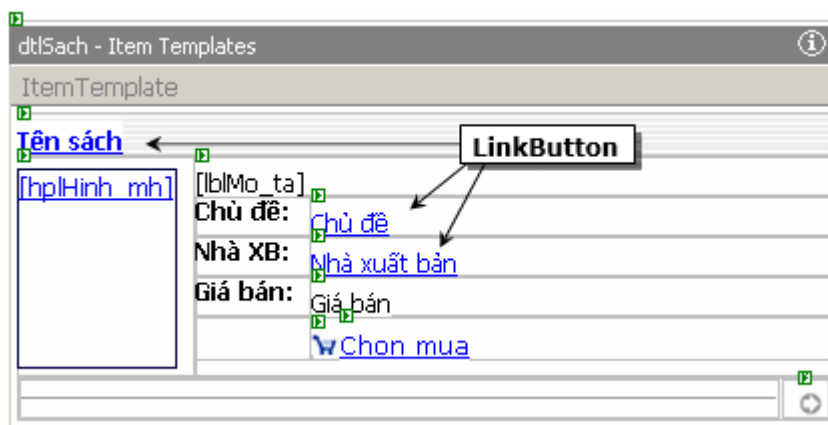 dtlSach - Item Templates
ItemTemplate
Tên sách
LinkButton
[hplHinh_mh]
[lblMo_ta]
Chủ đề:
Chủ đề
Nhà XB:
Nhà xuất bản
Giá bán:
Giá bán
Chon mua